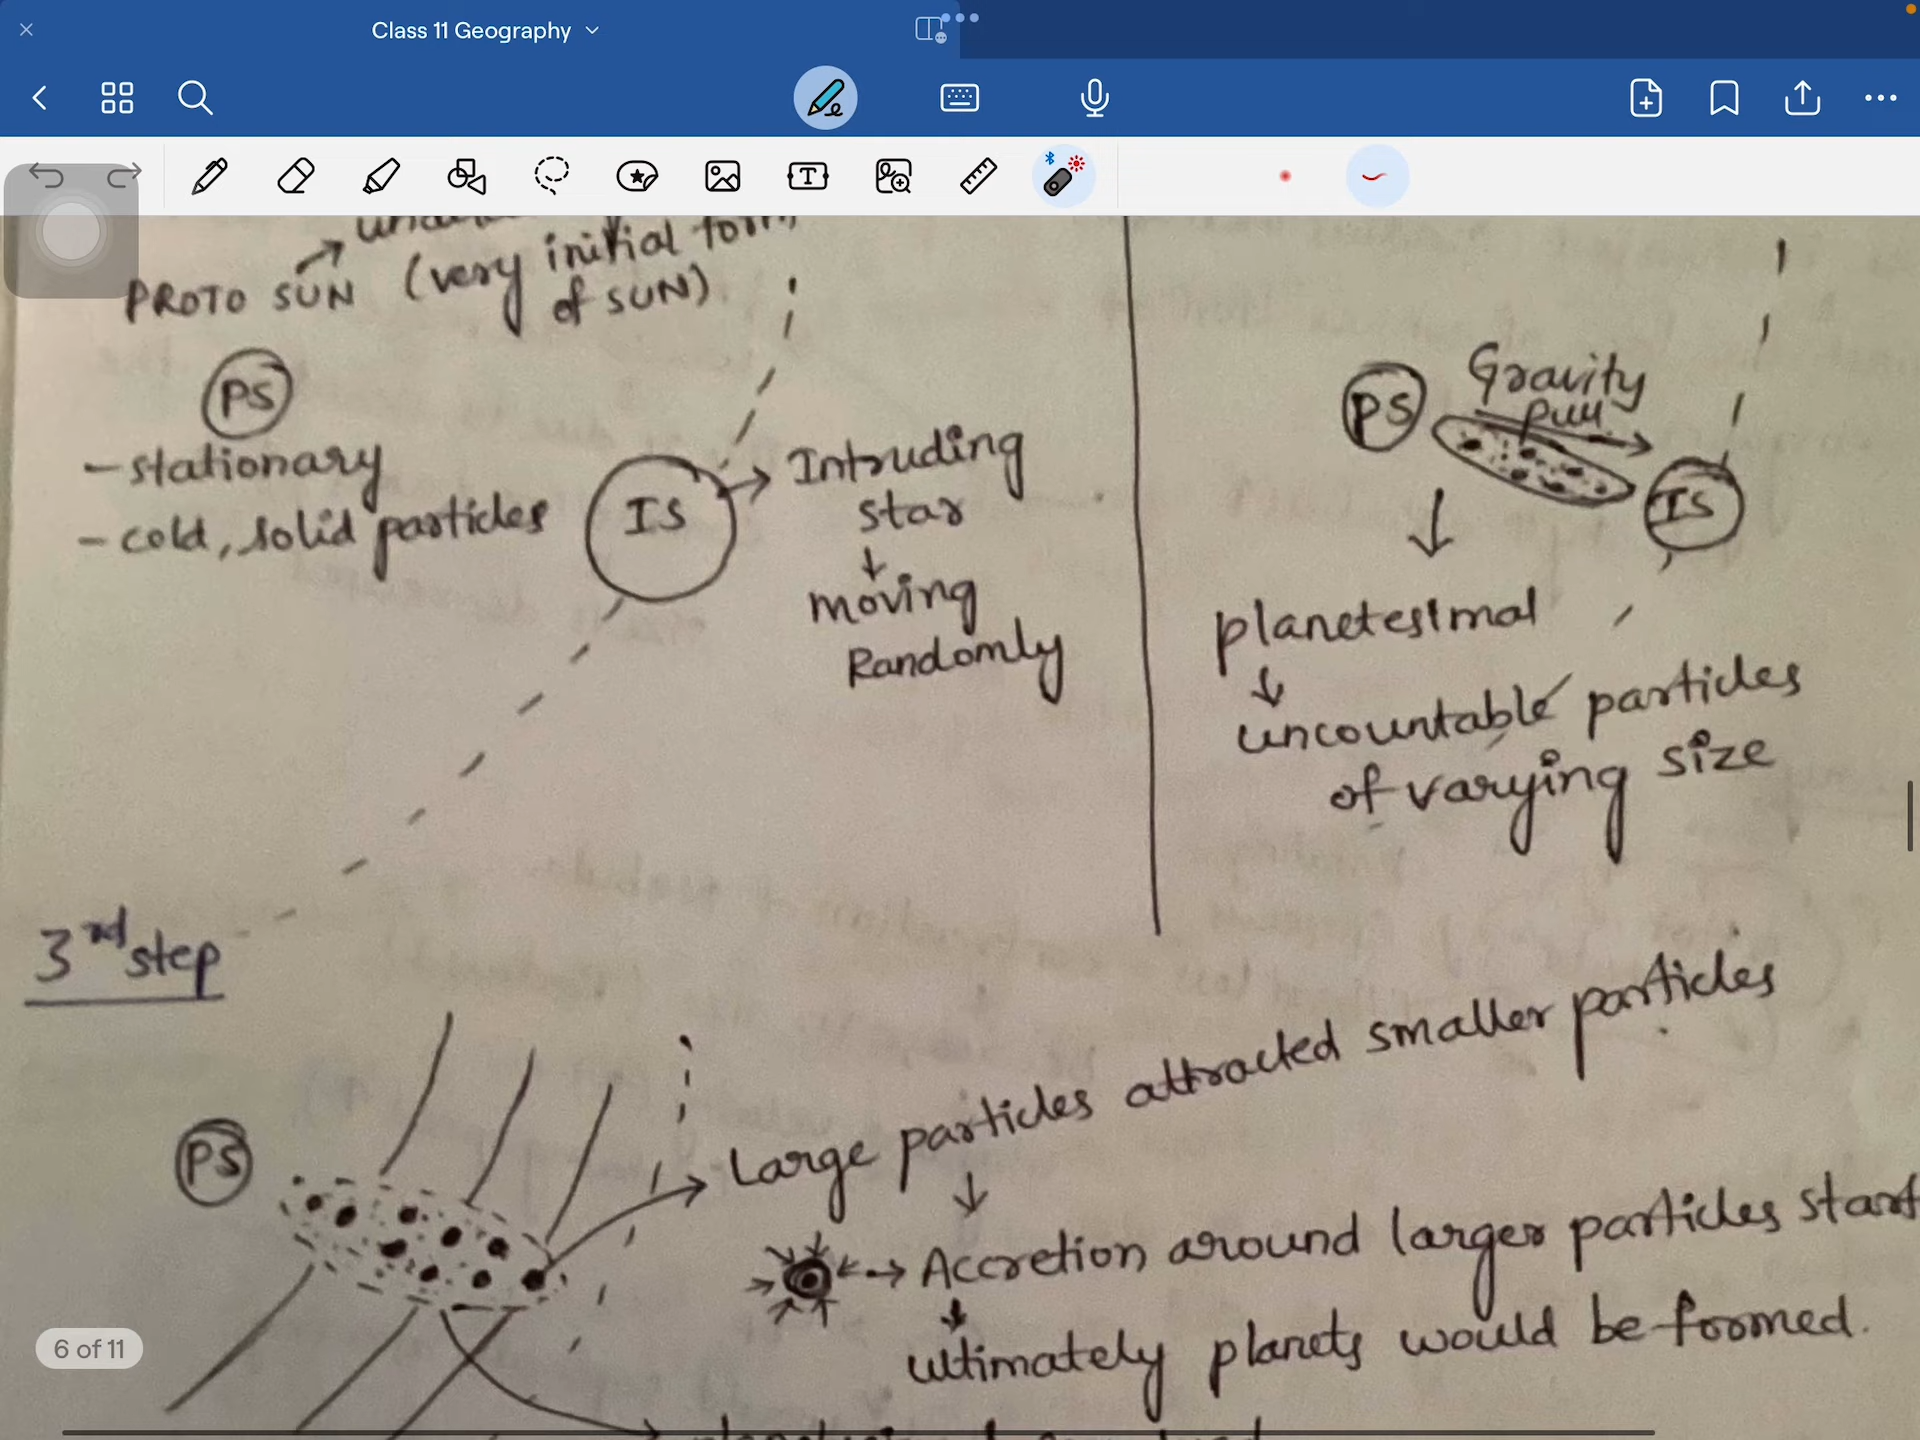 Class 11 Geography
T
initial form
PROTO SUN (very
of SUN)
PS
- stationary
- cold, solid particles
IS
Intruding
star
moving
Randomly
PS
Gravity
Pull
IS
planetesimal
uncountable particles
of varying size
3rd step
PS
Large particles attracted smaller particles
Accretion around larger particles start
ultimately planets would be formed.
6 of 11